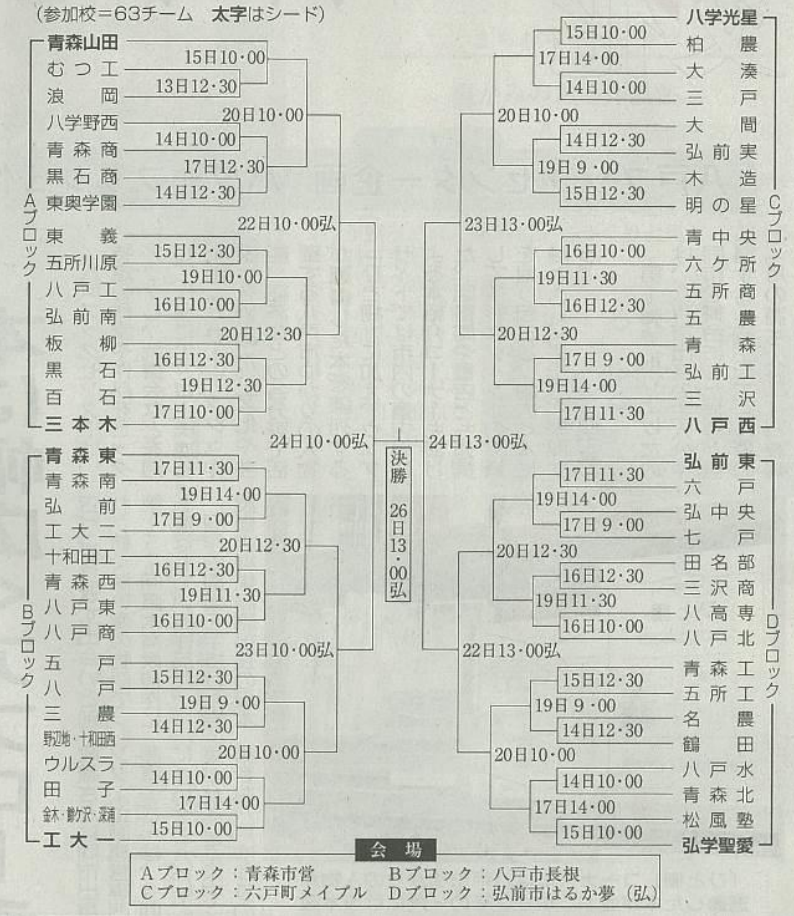 (参加校=63チーム 太字はシード)
Aブロック
青森山田
むつ工
浪岡
八学野西
青森商
黒石商
東奥学園
東義
五所川原
八戸工
弘前南
板柳
黒石
百石
三本木
15日10・00
13日12・30
20日10・00
14日10・00
17日12・30
14日12・30
22日10・00弘
15日12・30
19日10・00
16日10・00
20日12・30
16日12・30
19日12・30
17日10・00
24日10・00弘
Bブロック
青森東
青森南
弘前
工大二
十和田工
青森西
八戸東
八戸商
五戸
八戸
三農
野辺地・十和田西
ウルスラ
田子
金木・鰺ケ沢・深浦
工大一
17日11・30
19日14・00
17日9・00
20日12・30
16日12・30
19日11・30
16日10・00
23日10・00弘
15日12・30
19日9・00
14日12・30
20日10・00
14日10・00
17日14・00
15日10・00
決勝 26日13・00弘
Cブロック
八学光星
柏農
大湊
三戸
大間
弘前実
木造
明の星
青中央
六ケ所
五所商
五農
青森
弘前工
三沢
八戸西
15日10・00
17日14・00
14日10・00
20日10・00
14日12・30
19日9・00
15日12・30
23日13・00弘
16日10・00
19日11・30
16日12・30
20日12・30
17日9・00
19日14・00
17日11・30
24日13・00弘
Dブロック
弘前東
六戸
弘中央
七戸
田名部
三沢商
八高専
八戸北
青森工
五所工
名農
鶴田
八戸水
青森北
松風塾
弘学聖愛
17日11・30
19日14・00
17日9・00
20日12・30
16日12・30
19日11・30
16日10・00
22日13・00弘
15日12・30
19日9・00
14日12・30
20日10・00
14日10・00
17日14・00
15日10・00
会場
Aブロック:青森市営 Bブロック:八戸市長根
Cブロック:六戸町メイプル Dブロック:弘前市はるか夢(弘)